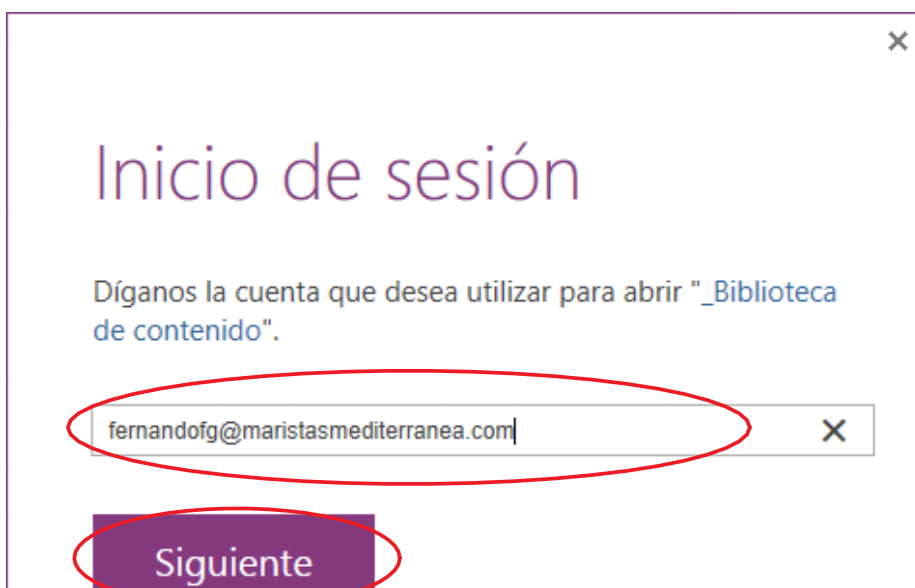 Inicio de sesión
Díganos la cuenta que desea utilizar para abrir "_Biblioteca
de contenido".
fernandofg@maristasmediterranea.com
Siguiente